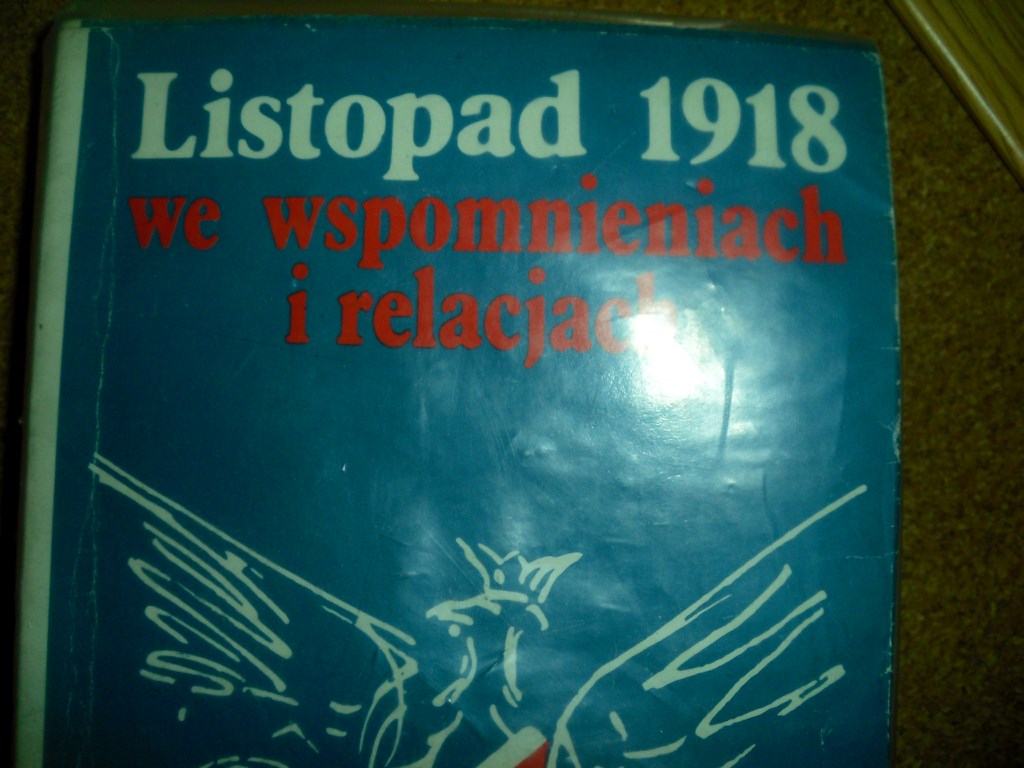 Listopad 1918
we wspomnieniach
i relacjach